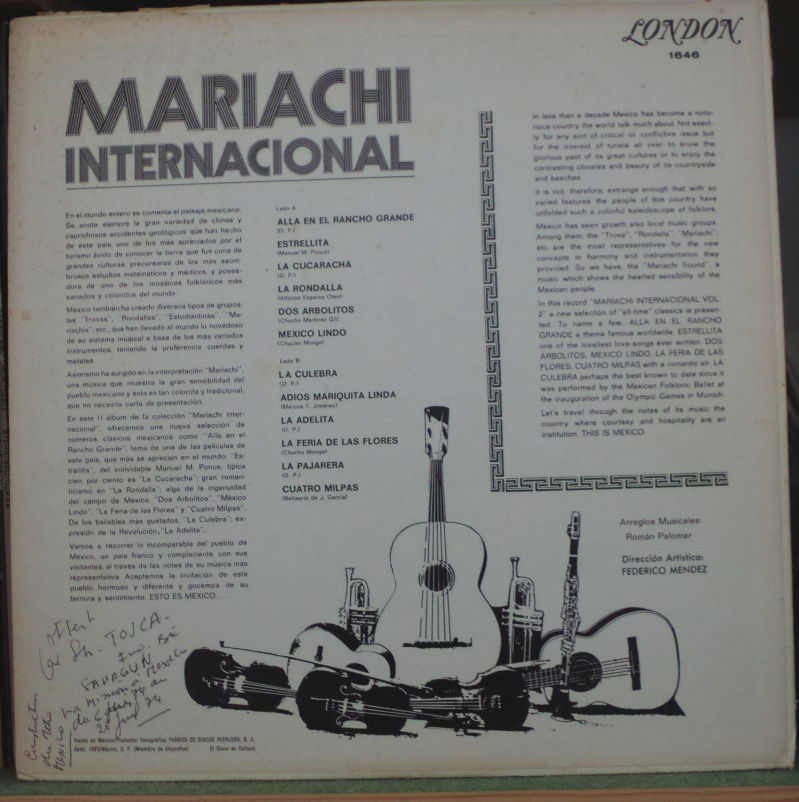 LONDON
1646
MARIACHI
INTERNACIONAL
En el mundo entero se comenta el paisaje mexicano.
Se anota siempre la gran variedad de climas y
caprichosos accidentes geológicos que han hecho
de este país, uno de los más apreciados por el
turismo ávido de conocer la tierra que fue cuna de
grandes culturas, precursoras de los más asom-
brosos estudios matemáticos y médicos, y posee-
dora de uno de los mosaicos folklóricos más
variados y coloridos del mundo.
México también ha creado diversos tipos de grupos:
las "Trovas", "Rondallas", "Estudiantinas", "Ma-
riachis", etc., que han llevado al mundo lo novedoso
de su sistema musical a base de los más variados
instrumentos, teniendo la preferencia cuerdas y
metales.
Asimismo ha surgido en la interpretación "Mariachi",
una música que muestra la gran sensibilidad del
pueblo mexicano y ésta es tan colorida y tradicional,
que no necesita carta de presentación.
En este II álbum de la colección "Mariachi Inter-
nacional", ofrecemos una nueva selección de
números clásicos mexicanos como "Alla en el
Rancho Grande", tema de una de las películas de
este país, que más se aprecian en el mundo; "Es-
trellita", del inolvidable Manuel M. Ponce; típica
cien por ciento es "La Cucaracha"; gran roman-
ticismo en "La Rondalla"; algo de la ingenuidad
del campo de México, "Dos Arbolitos", "México
Lindo", "La Feria de las Flores" y "Cuatro Milpas".
De los bailables más gustados, "La Culebra"; ex-
presión de la Revolución, "La Adelita".
Vamos a recorrer lo incomparable del pueblo de
México, un país franco y complaciente con sus
visitantes, al través de las notas de su música más
representativa. Aceptemos la invitación de este
pueblo hermoso y diferente y gocemos de su
ternura y sentimiento. ESTO ES MEXICO . . .
Lado A
ALLA EN EL RANCHO GRANDE
(D. P.)
ESTRELLITA
(Manuel M. Ponce)
LA CUCARACHA
(D. P.)
LA RONDALLA
(Alfonso Esparza Oteo)
DOS ARBOLITOS
(Chucho Martínez Gil)
MEXICO LINDO
(Chucho Monge)
Lado B
LA CULEBRA
(D. P.)
ADIOS MARIQUITA LINDA
(Marcos T. Jiménez)
LA ADELITA
(D. P.)
LA FERIA DE LAS FLORES
(Chucho Monge)
LA PAJARERA
(D. P.)
CUATRO MILPAS
(Belisario de J. García)
In less than a decade Mexico has become a noto-
rious country the world talk much about. Not exact-
ly for any sort of critical or conflictive issue but
for the interest of turists all over to know the
glorious past of its great cultures or to enjoy the
contrasting climates and beauty of its countryside
and beaches.
It is not, therefore, extrange enough that with so
varied features the people of this country have
unfolded such a colorful kaleidoscope of folklore.
Mexico has seen growth also local music groups.
Among them, the "Trova", "Rondalla", "Mariachi",
etc, are the most representatives for the new
concepts in harmony and instrumentation they
provided. So we have, the "Mariachi Sound", a
music which shows the hearted sensibility of the
Mexican people.
In this record "MARIACHI INTERNACIONAL VOL.
2" a new selection of "all-time" classics is presen-
ted. To name a few: ALLA EN EL RANCHO
GRANDE a theme famous worldwide. ESTRELLITA
one of the loveliest love-songs ever written. DOS
ARBOLITOS, MEXICO LINDO, LA FERIA DE LAS
FLORES, CUATRO MILPAS with a romantic air. LA
CULEBRA perhaps the best known to date since it
was performed by the Mexican Folkloric Ballet at
the inauguration of the Olympic Games in Munich.
Let's travel through the notes of its music the
country where courtesy and hospitality are an
institution. THIS IS MEXICO.
Arreglos Musicales:
Román Palomar
Dirección Artística:
FEDERICO MENDEZ
TOJCA
SAHAGUN
Mexico
Hecho en México/Productor Fonográfico FABRICA DE DISCOS PEERLESS, S. A.
El Disco es Cultura